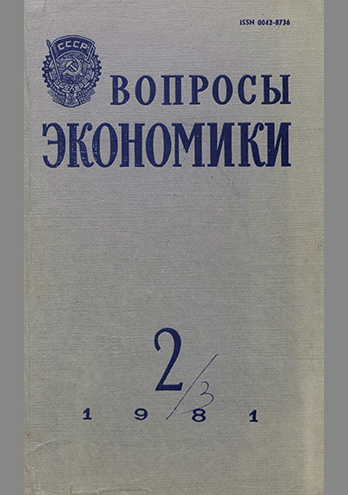 ISSN 0042-8736
СССР
ВОПРОСЫ
ЭКОНОМИКИ
2/3
1981